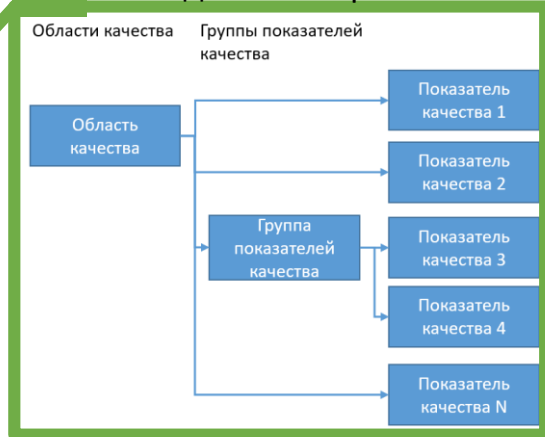 Области качества
Группы показателей
качества
Показатель
качества 1
Область
качества
Показатель
качества 2
Группа
показателей
качества
Показатель
качества 3
Показатель
качества 4
Показатель
качества N